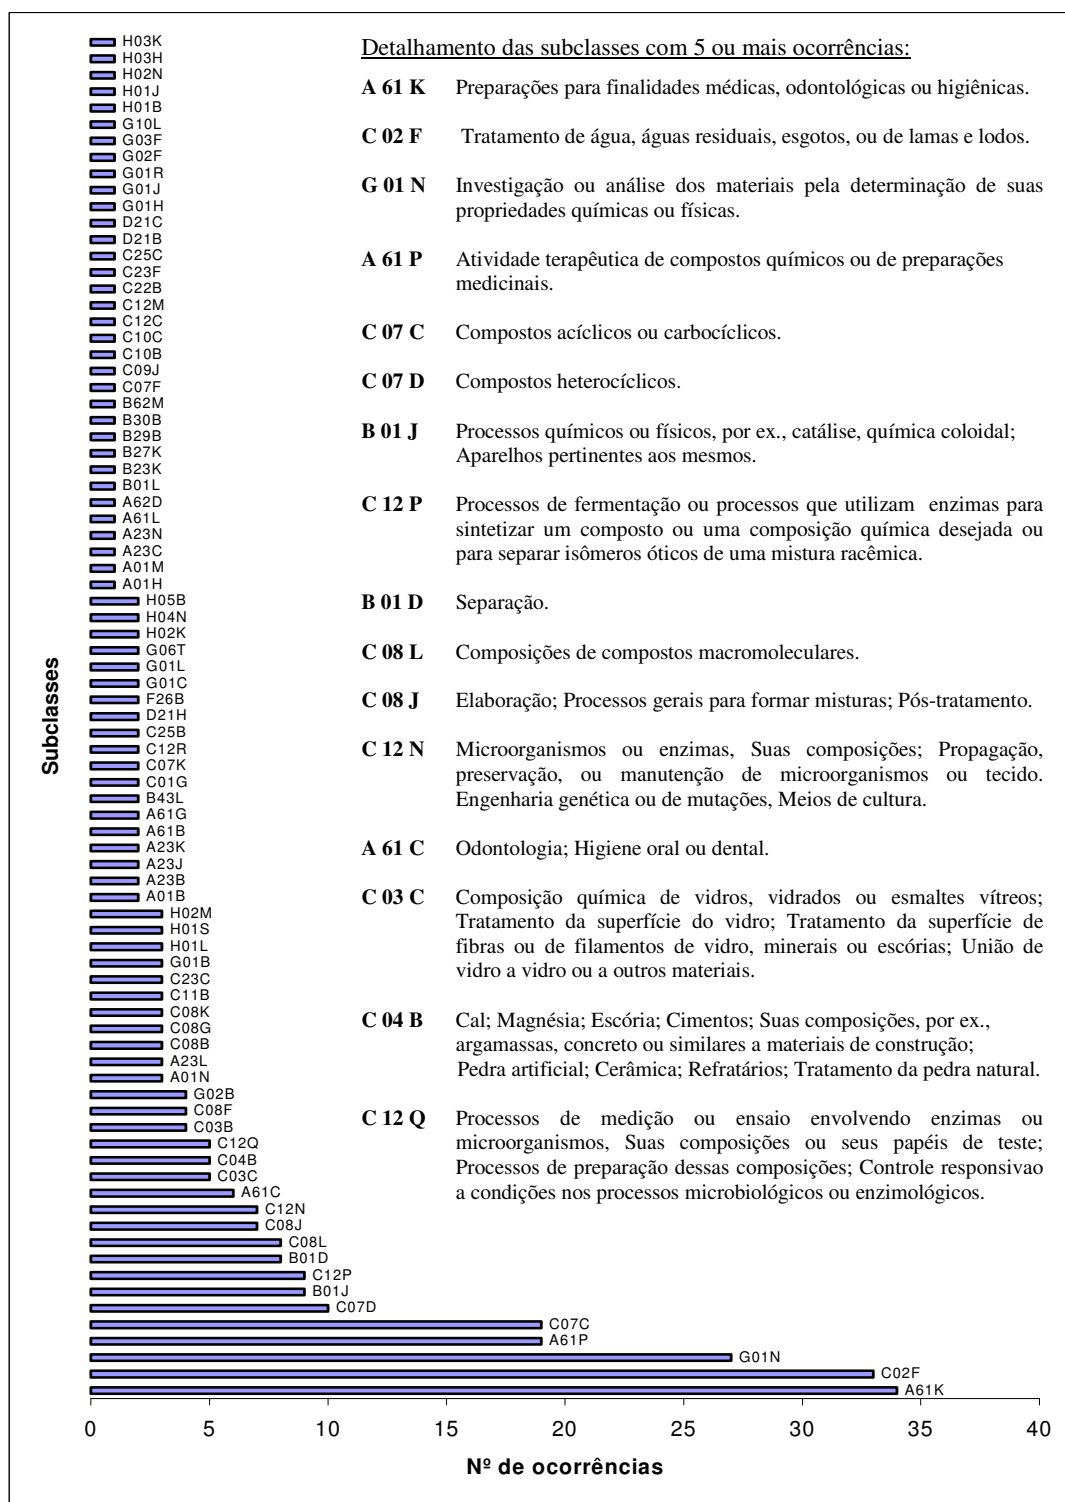 H03K
H03H
H02N
H01J
H01B
G10L
G03F
G02F
G01R
G01J
G01H
D21C
D21B
C25C
C23F
C22B
C12M
C12C
C10C
C10B
C09J
C07F
B62M
B30B
B29B
B27K
B23K
B01L
A62D
A61L
A23N
A23C
A01M
A01H
H05B
H04N
H02K
G06T
G01L
G01C
F26B
D21H
C25B
C12R
C07K
C01G
B43L
A61G
A61B
A23K
A23J
A23B
A01B
H02M
H01S
H01L
G01B
C23C
C11B
C08K
C08G
C08B
A23L
A01N
G02B
C08F
C03B
C12Q
C04B
C03C
A61C
C12N
C08J
C08L
B01D
C12P
B01J
C07D
C07C
A61P
G01N
C02F
A61K
Subclasses
0 5 10 15 20 25 30 35 40
Nº de ocorrências
Detalhamento das subclasses com 5 ou mais ocorrências:
A 61 K Preparações para finalidades médicas, odontológicas ou higiênicas.
C 02 F Tratamento de água, águas residuais, esgotos, ou de lamas e lodos.
G 01 N Investigação ou análise dos materiais pela determinação de suas
propriedades químicas ou físicas.
A 61 P Atividade terapêutica de compostos químicos ou de preparações
medicinais.
C 07 C Compostos acíclicos ou carbocíclicos.
C 07 D Compostos heterocíclicos.
B 01 J Processos químicos ou físicos, por ex., catálise, química coloidal;
Aparelhos pertinentes aos mesmos.
C 12 P Processos de fermentação ou processos que utilizam enzimas para
sintetizar um composto ou uma composição química desejada ou
para separar isômeros óticos de uma mistura racêmica.
B 01 D Separação.
C 08 L Composições de compostos macromoleculares.
C 08 J Elaboração; Processos gerais para formar misturas; Pós-tratamento.
C 12 N Microorganismos ou enzimas, Suas composições; Propagação,
preservação, ou manutenção de microorganismos ou tecido.
Engenharia genética ou de mutações, Meios de cultura.
A 61 C Odontologia; Higiene oral ou dental.
C 03 C Composição química de vidros, vidrados ou esmaltes vítreos;
Tratamento da superfície do vidro; Tratamento da superfície de
fibras ou de filamentos de vidro, minerais ou escórias; União de
vidro a vidro ou a outros materiais.
C 04 B Cal; Magnésia; Escória; Cimentos; Suas composições, por ex.,
argamassas, concreto ou similares a materiais de construção;
Pedra artificial; Cerâmica; Refratários; Tratamento da pedra natural.
C 12 Q Processos de medição ou ensaio envolvendo enzimas ou
microorganismos, Suas composições ou seus papéis de teste;
Processos de preparação dessas composições; Controle responsivao
a condições nos processos microbiológicos ou enzimológicos.